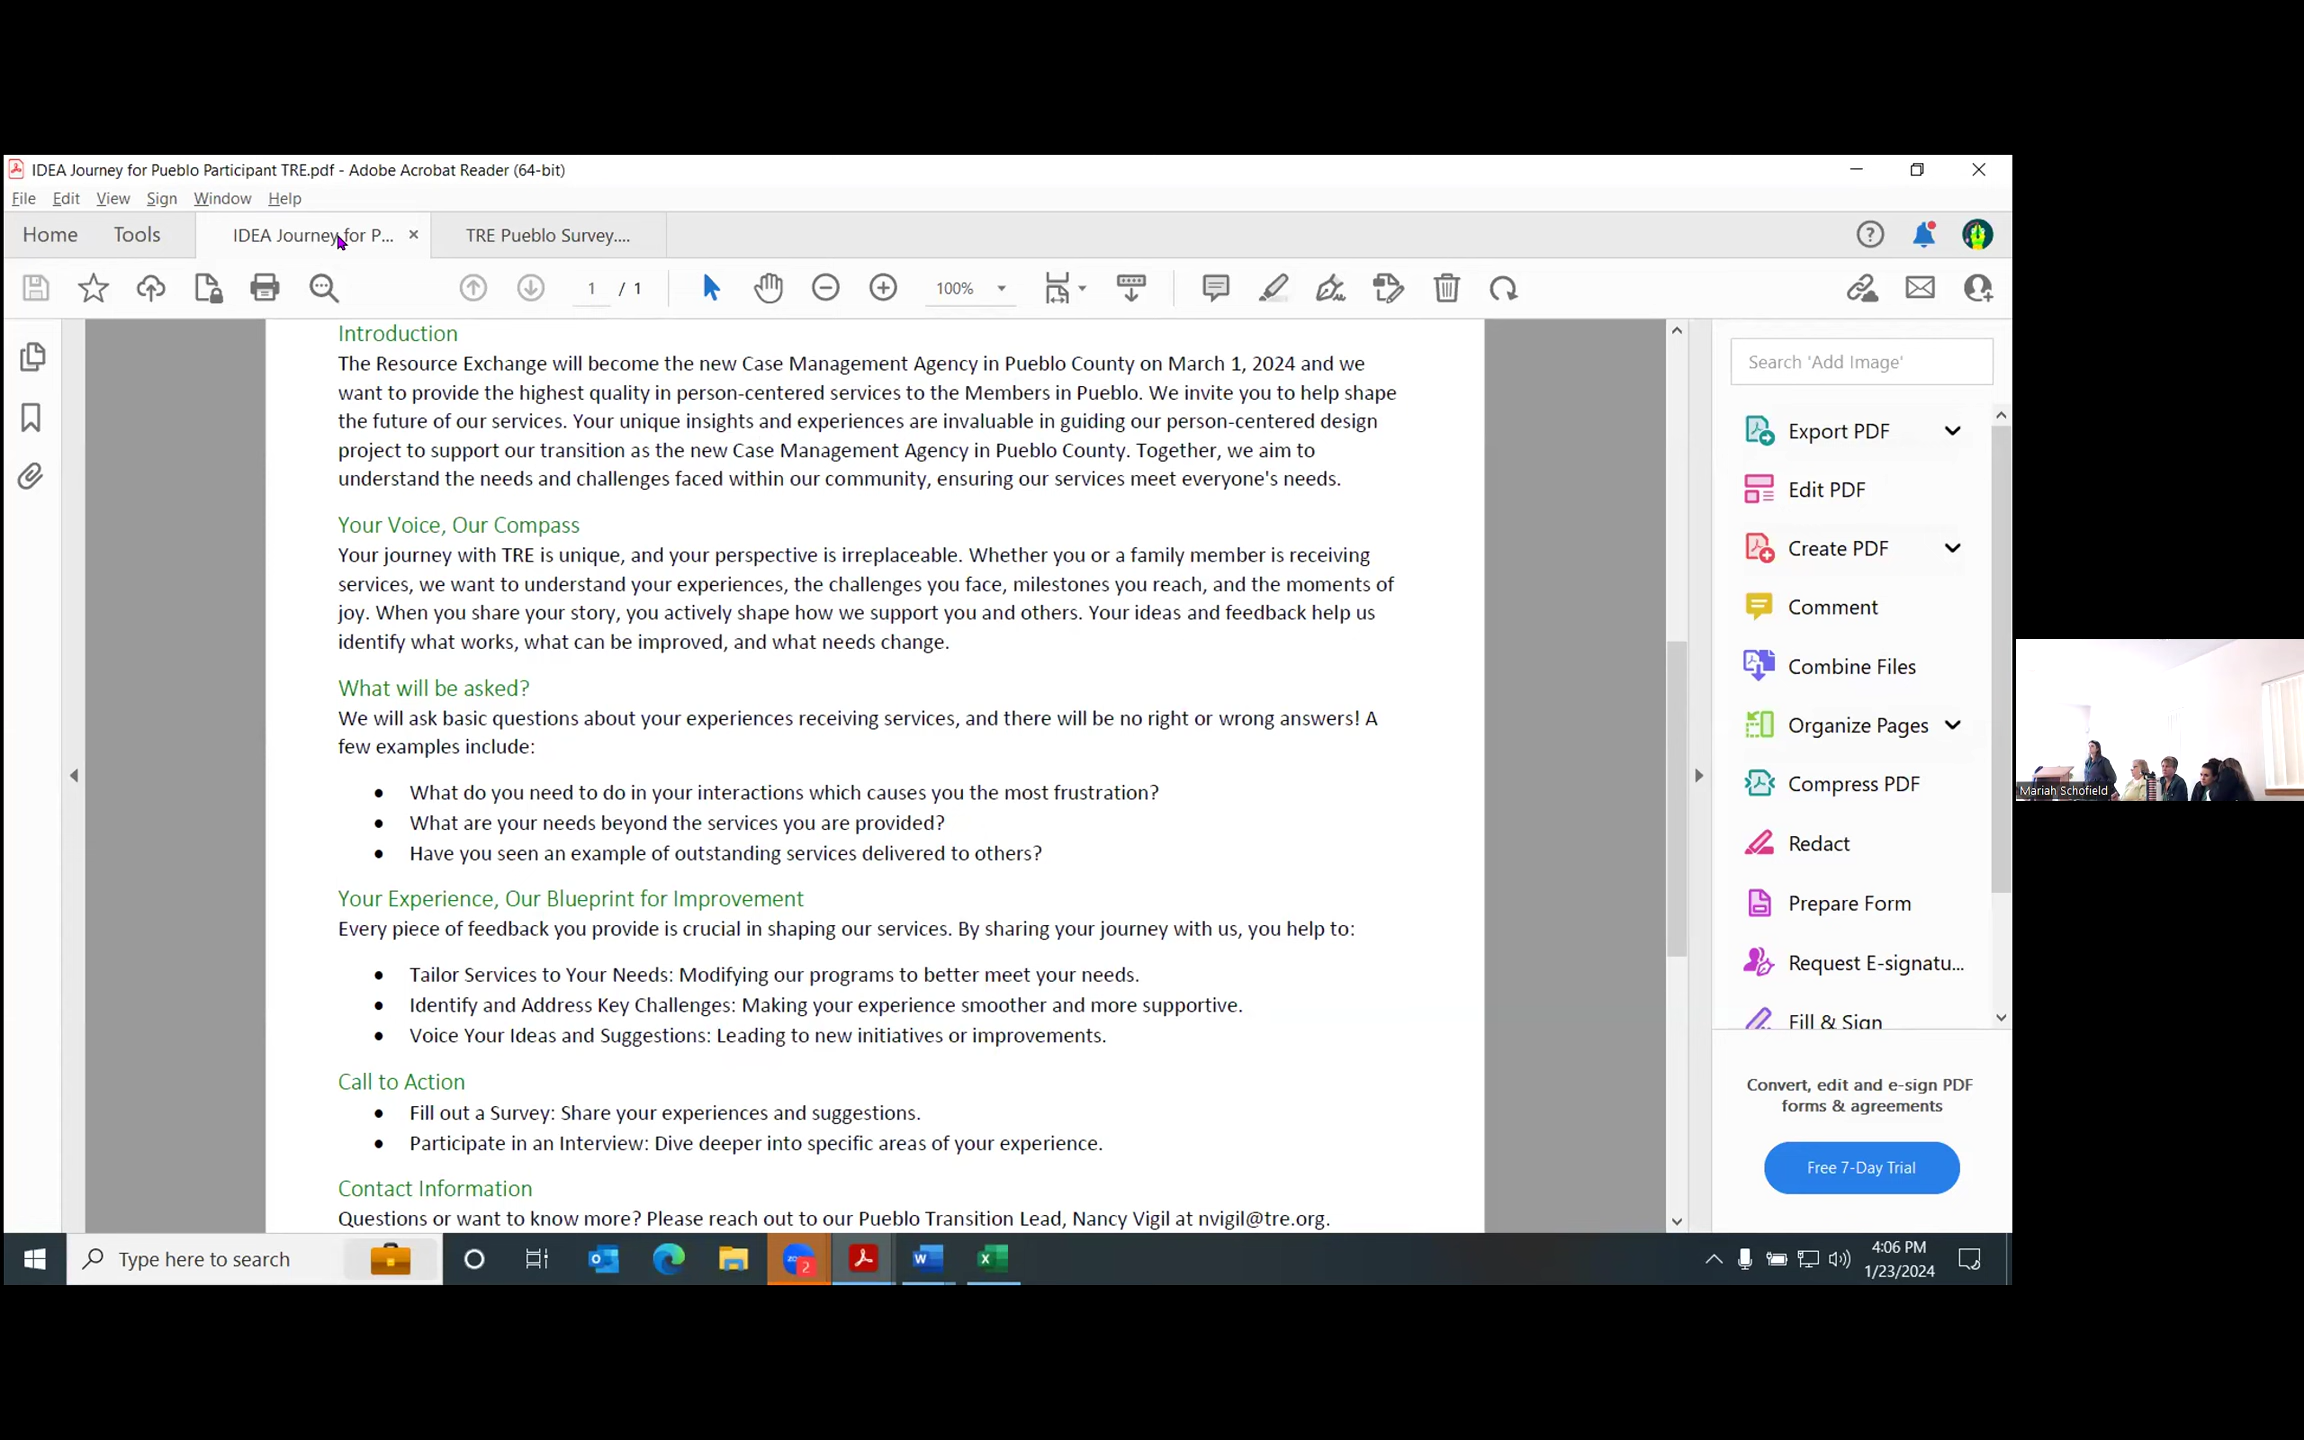 IDEA Journey for Pueblo Participant TRE.pdf - Adobe Acrobat Reader (64-bit)
File Edit View Sign Window Help
Home Tools IDEA Journey for P... × TRE Pueblo Survey....
1 / 1 100%
Introduction
The Resource Exchange will become the new Case Management Agency in Pueblo County on March 1, 2024 and we
want to provide the highest quality in person-centered services to the Members in Pueblo. We invite you to help shape
the future of our services. Your unique insights and experiences are invaluable in guiding our person-centered design
project to support our transition as the new Case Management Agency in Pueblo County. Together, we aim to
understand the needs and challenges faced within our community, ensuring our services meet everyone's needs.
Your Voice, Our Compass
Your journey with TRE is unique, and your perspective is irreplaceable. Whether you or a family member is receiving
services, we want to understand your experiences, the challenges you face, milestones you reach, and the moments of
joy. When you share your story, you actively shape how we support you and others. Your ideas and feedback help us
identify what works, what can be improved, and what needs change.
What will be asked?
We will ask basic questions about your experiences receiving services, and there will be no right or wrong answers! A
few examples include:
• What do you need to do in your interactions which causes you the most frustration?
• What are your needs beyond the services you are provided?
• Have you seen an example of outstanding services delivered to others?
Your Experience, Our Blueprint for Improvement
Every piece of feedback you provide is crucial in shaping our services. By sharing your journey with us, you help to:
• Tailor Services to Your Needs: Modifying our programs to better meet your needs.
• Identify and Address Key Challenges: Making your experience smoother and more supportive.
• Voice Your Ideas and Suggestions: Leading to new initiatives or improvements.
Call to Action
• Fill out a Survey: Share your experiences and suggestions.
• Participate in an Interview: Dive deeper into specific areas of your experience.
Contact Information
Questions or want to know more? Please reach out to our Pueblo Transition Lead, Nancy Vigil at nvigil@tre.org.
Search 'Add Image'
Export PDF
Edit PDF
Create PDF
Comment
Combine Files
Organize Pages
Compress PDF
Redact
Prepare Form
Request E-signatu...
Fill & Sign
Convert, edit and e-sign PDF
forms & agreements
Free 7-Day Trial
Mariah Schofield
Type here to search
2
4:06 PM
1/23/2024